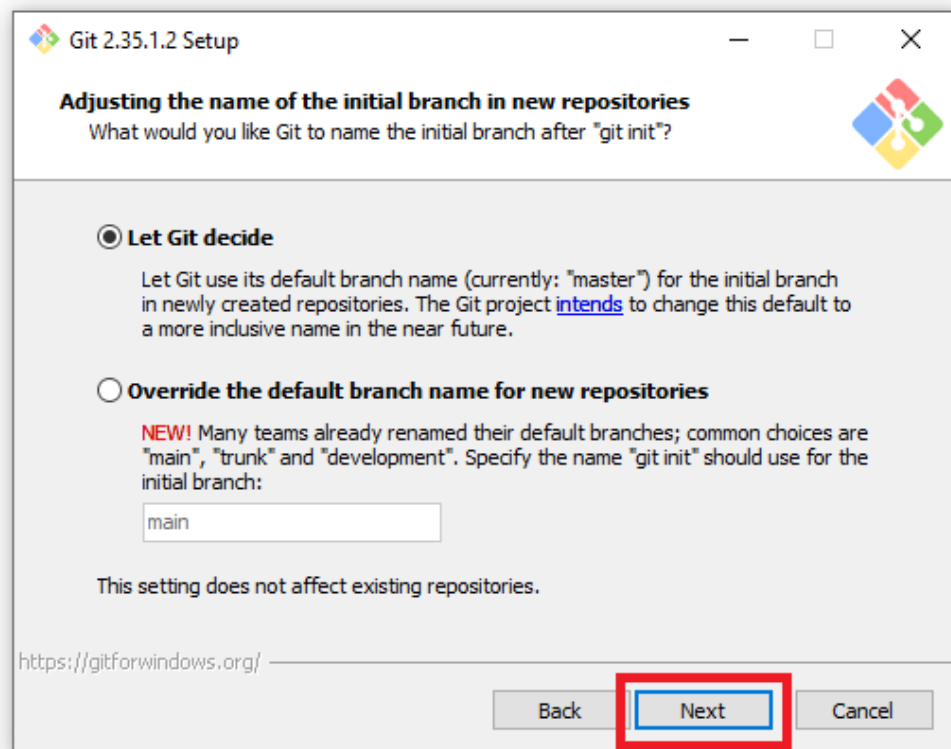 Git 2.35.1.2 Setup
Adjusting the name of the initial branch in new repositories
What would you like Git to name the initial branch after "git init"?
Let Git decide
Let Git use its default branch name (currently: "master") for the initial branch
in newly created repositories. The Git project intends to change this default to
a more inclusive name in the near future.
Override the default branch name for new repositories
NEW! Many teams already renamed their default branches; common choices are
"main", "trunk" and "development". Specify the name "git init" should use for the
initial branch:
main
This setting does not affect existing repositories.
https://gitforwindows.org/
Back Next Cancel